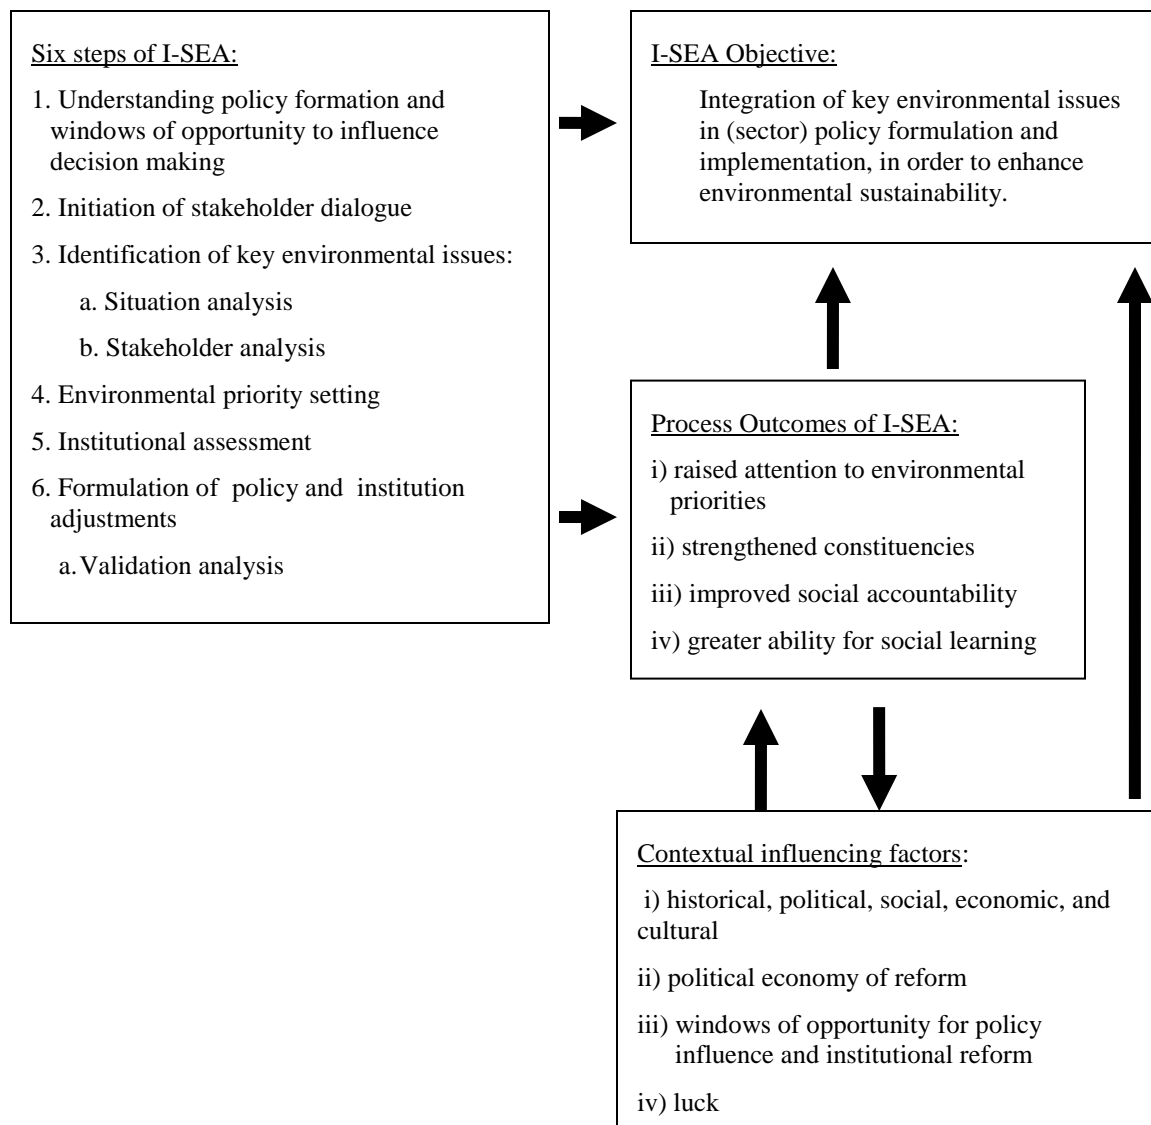 Six steps of I-SEA:
1. Understanding policy formation and
windows of opportunity to influence
decision making
2. Initiation of stakeholder dialogue
3. Identification of key environmental issues:
a. Situation analysis
b. Stakeholder analysis
4. Environmental priority setting
5. Institutional assessment
6. Formulation of policy and institution
adjustments
a. Validation analysis
I-SEA Objective:
Integration of key environmental issues
in (sector) policy formulation and
implementation, in order to enhance
environmental sustainability.
Process Outcomes of I-SEA:
i) raised attention to environmental
priorities
ii) strengthened constituencies
iii) improved social accountability
iv) greater ability for social learning
Contextual influencing factors:
i) historical, political, social, economic, and
cultural
ii) political economy of reform
iii) windows of opportunity for policy
influence and institutional reform
iv) luck